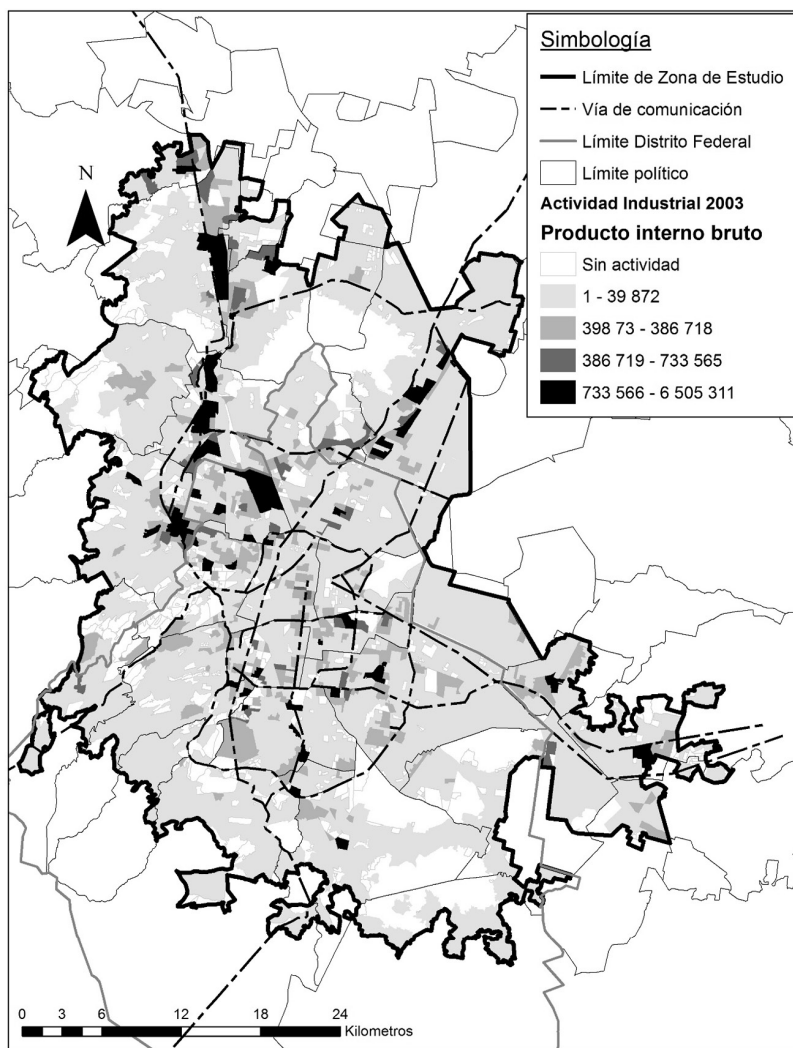 Simbología
Límite de Zona de Estudio
Vía de comunicación
Límite Distrito Federal
Límite político
Actividad Industrial 2003
Producto interno bruto
Sin actividad
1 - 39 872
398 73 - 386 718
386 719 - 733 565
733 566 - 6 505 311
N
0 3 6 12 18 24
Kilometros